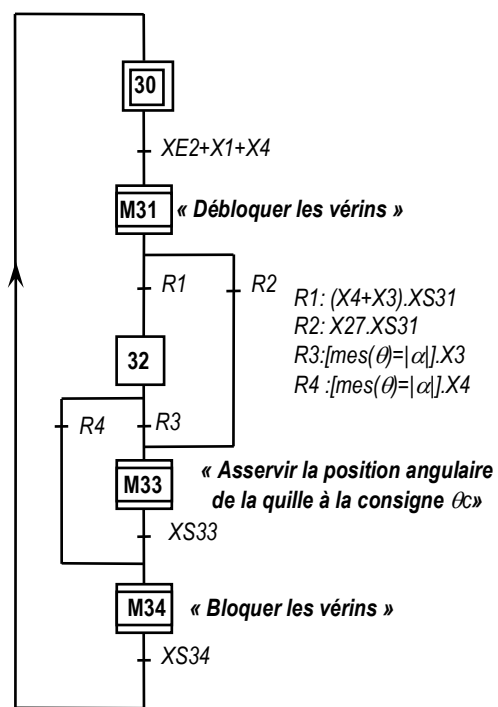 30
XE2+X1+X4
M31 « Débloquer les vérins »
R1
R2
R1: (X4+X3).XS31
R2: X27.XS31
R3:[mes(θ)=|α|].X3
R4 :[mes(θ)=|α|].X4
32
R4
R3
M33
« Asservir la position angulaire
de la quille à la consigne θc»
XS33
M34 « Bloquer les vérins »
XS34